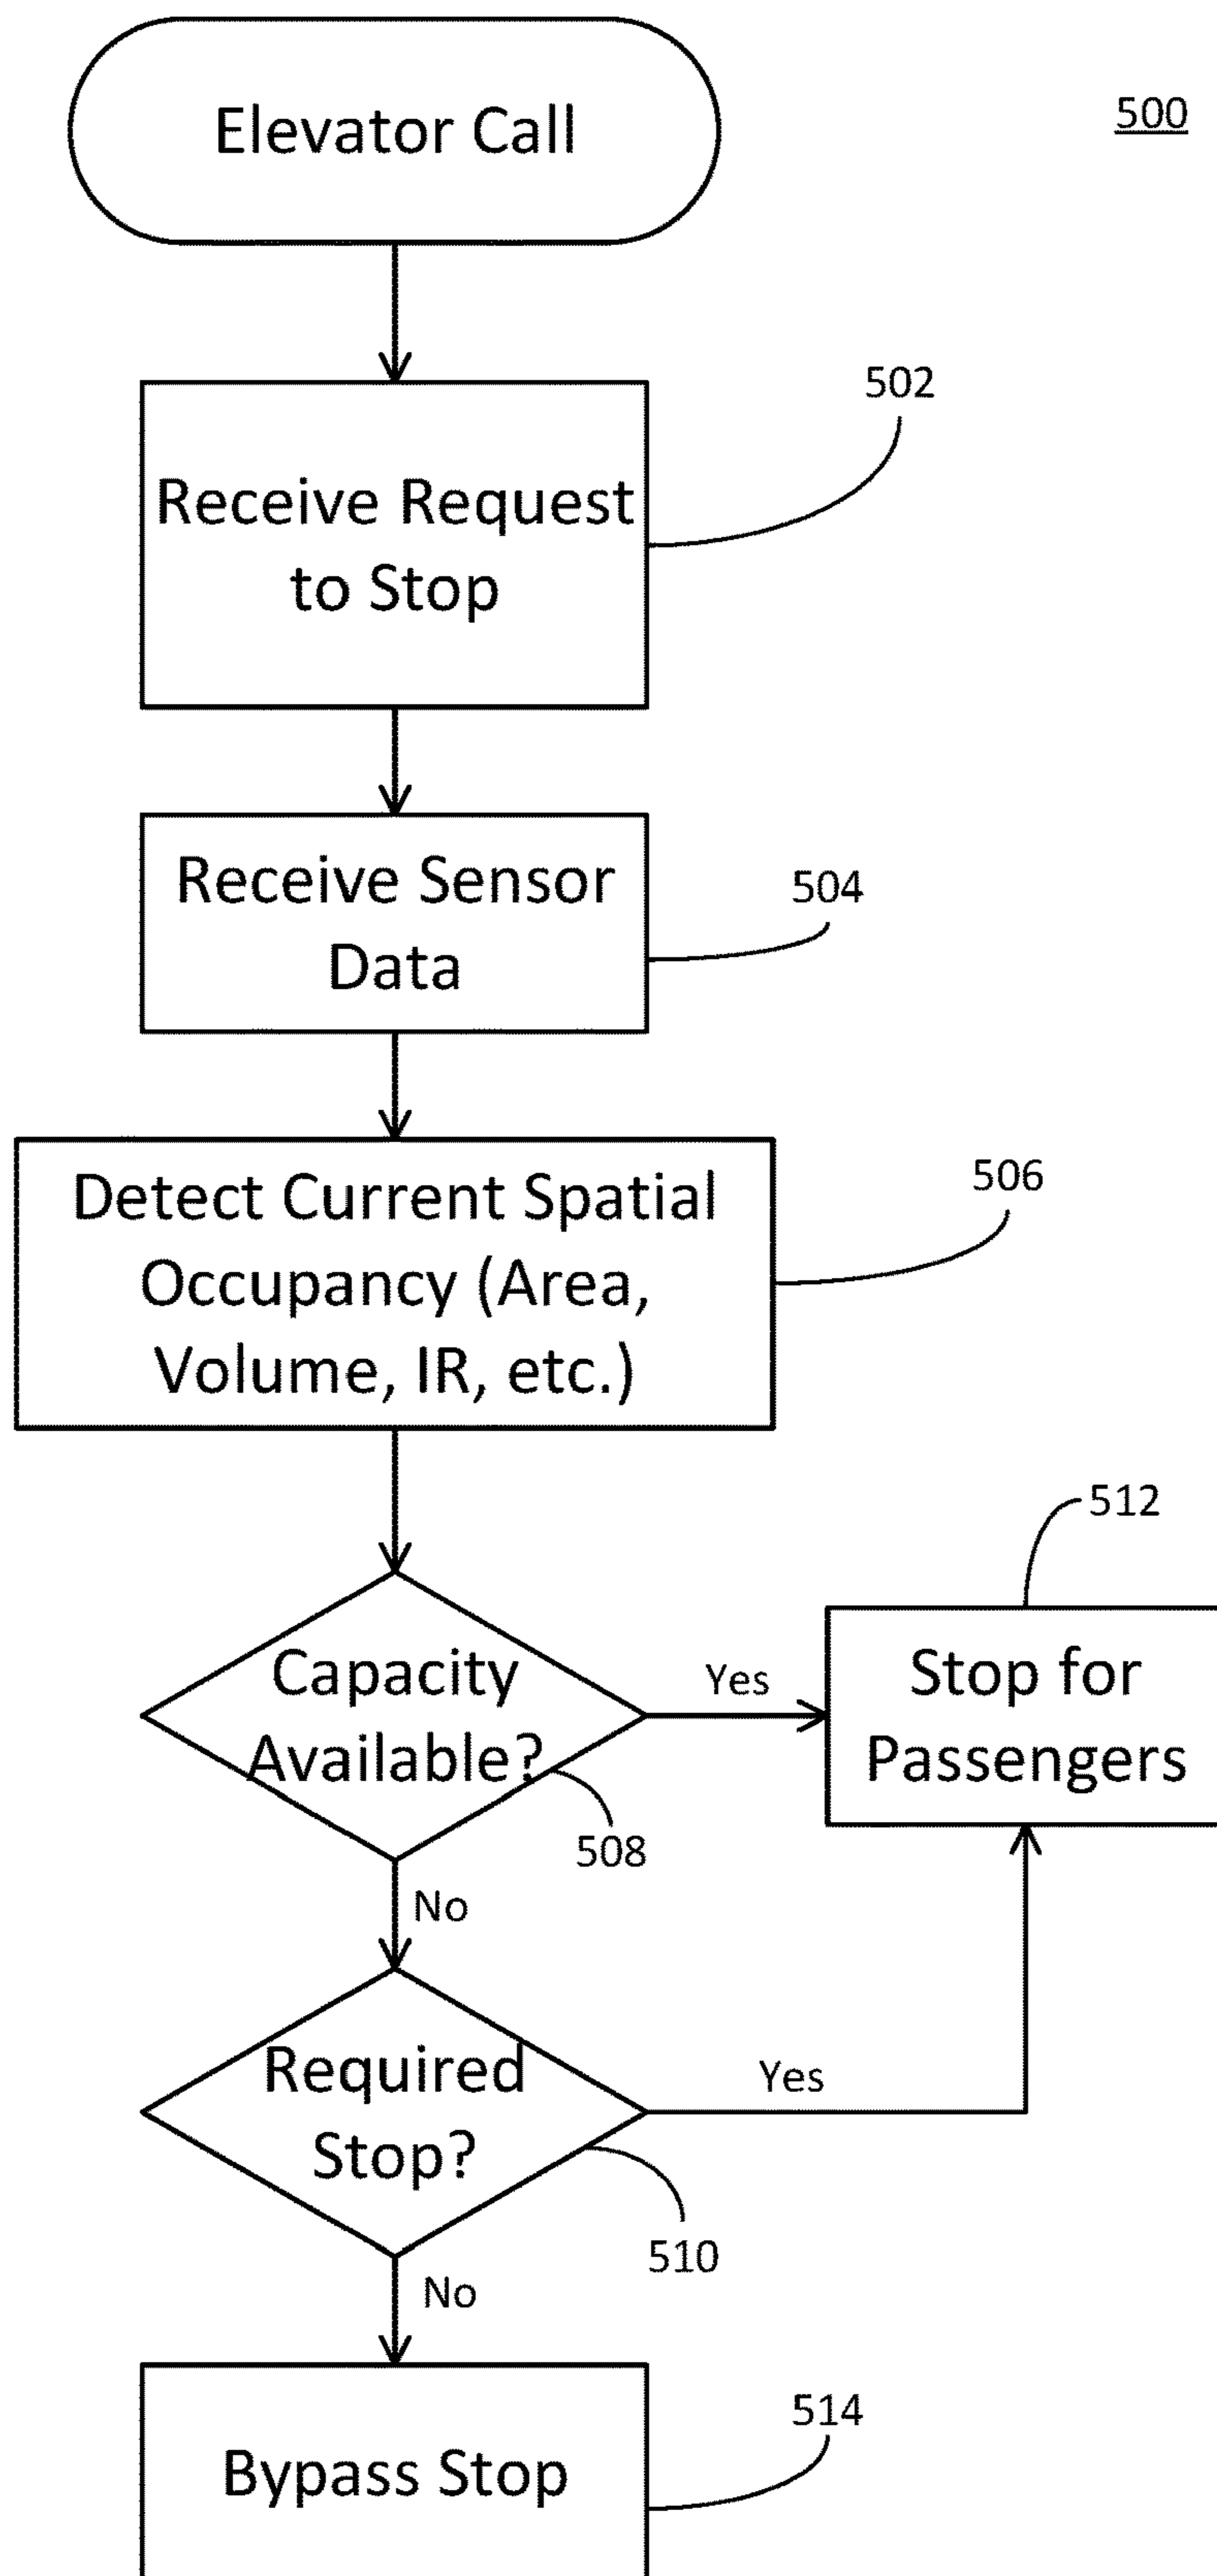 Elevator Call
500
502
Receive Request
to Stop
Receive Sensor
Data
504
506
Detect Current Spatial
Occupancy (Area,
Volume, IR, etc.)
512
Capacity
Available?
Yes
Stop for
Passengers
508
No
Required
Stop?
Yes
510
No
514
Bypass Stop